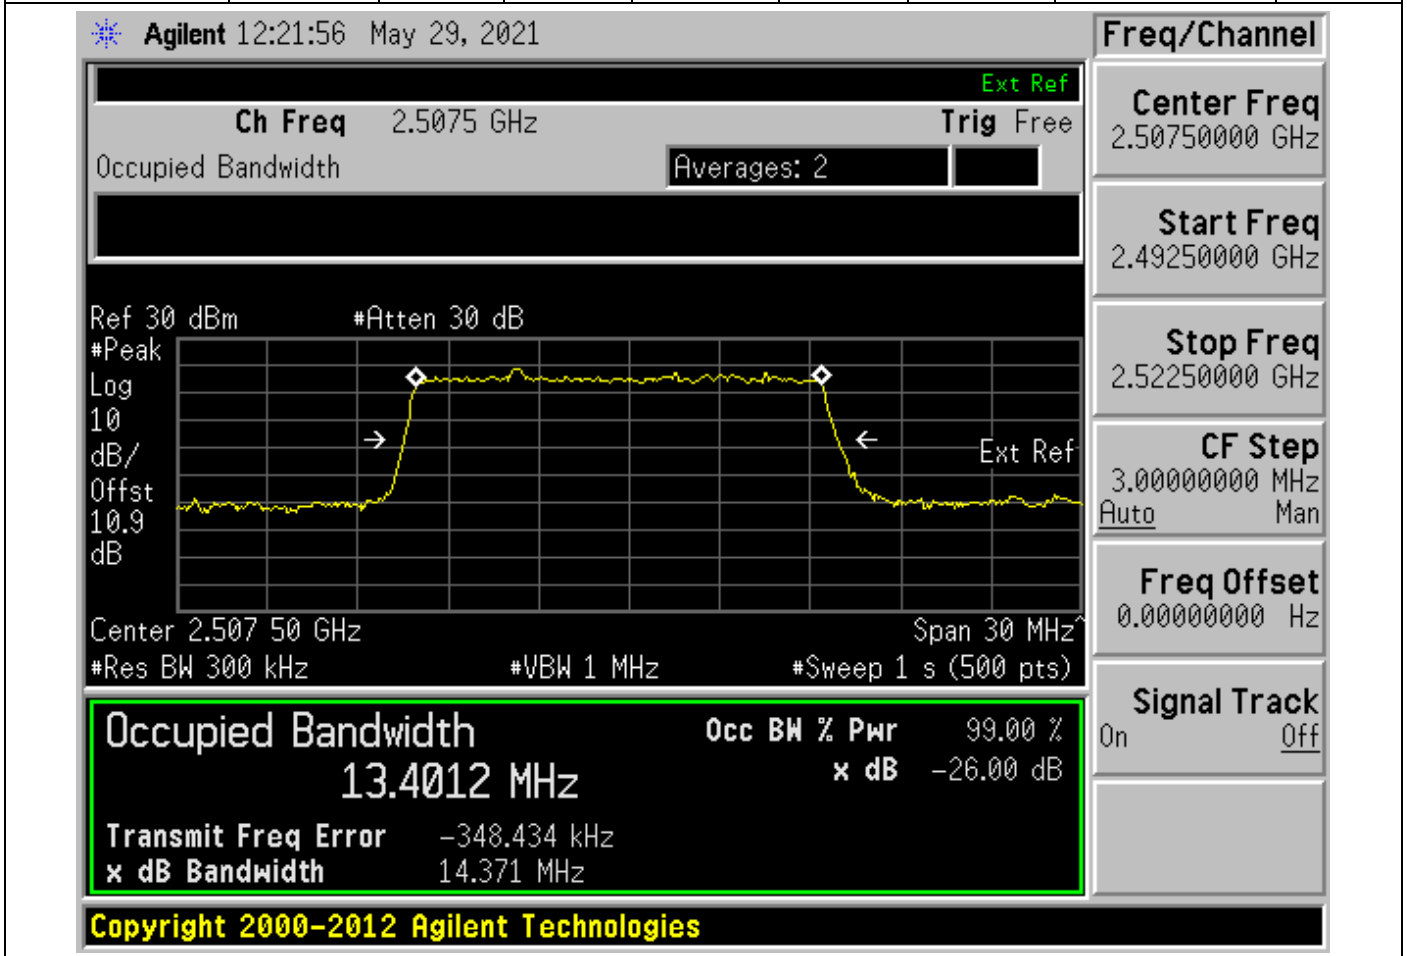 Agilent 12:21:56 May 29, 2021
Freq/Channel
Ext Ref
Ch Freq 2.5075 GHz Trig Free
Occupied Bandwidth Averages: 2
Center Freq
2.50750000 GHz
Start Freq
2.49250000 GHz
Stop Freq
2.52250000 GHz
CF Step
3.00000000 MHz
Auto Man
Freq Offset
0.00000000 Hz
Signal Track
On Off
Ref 30 dBm #Atten 30 dB
#Peak
Log
10
dB/
Offst
10.9
dB
Ext Ref
Center 2.507 50 GHz Span 30 MHz^
#Res BW 300 kHz #VBW 1 MHz #Sweep 1 s (500 pts)
Occupied Bandwidth Occ BW % Pwr 99.00 %
13.4012 MHz x dB -26.00 dB
Transmit Freq Error -348.434 kHz
x dB Bandwidth 14.371 MHz
Copyright 2000-2012 Agilent Technologies